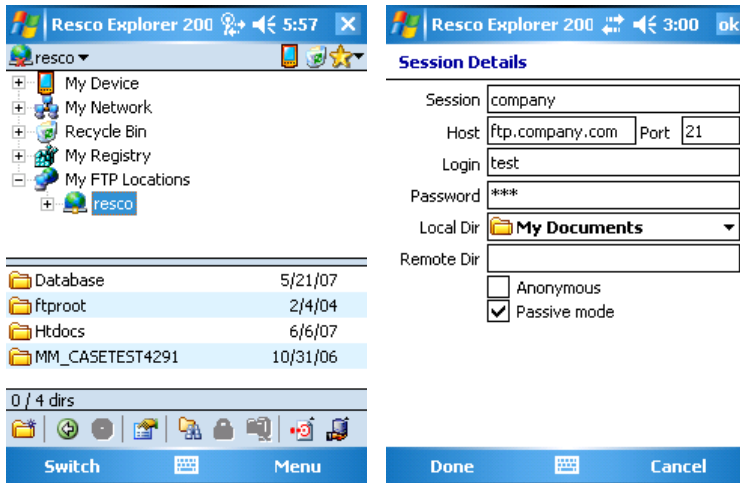 Resco Explorer 200 5:57
resco
My Device
My Network
Recycle Bin
My Registry
My FTP Locations
resco
Database 5/21/07
ftproot 2/4/04
Htdocs 6/6/07
MM_CASETEST4291 10/31/06
0 / 4 dirs
Switch Menu
Resco Explorer 200 3:00 ok
Session Details
Session company
Host ftp.company.com Port 21
Login test
Password ***
Local Dir My Documents
Remote Dir
Anonymous
Passive mode
Done Cancel